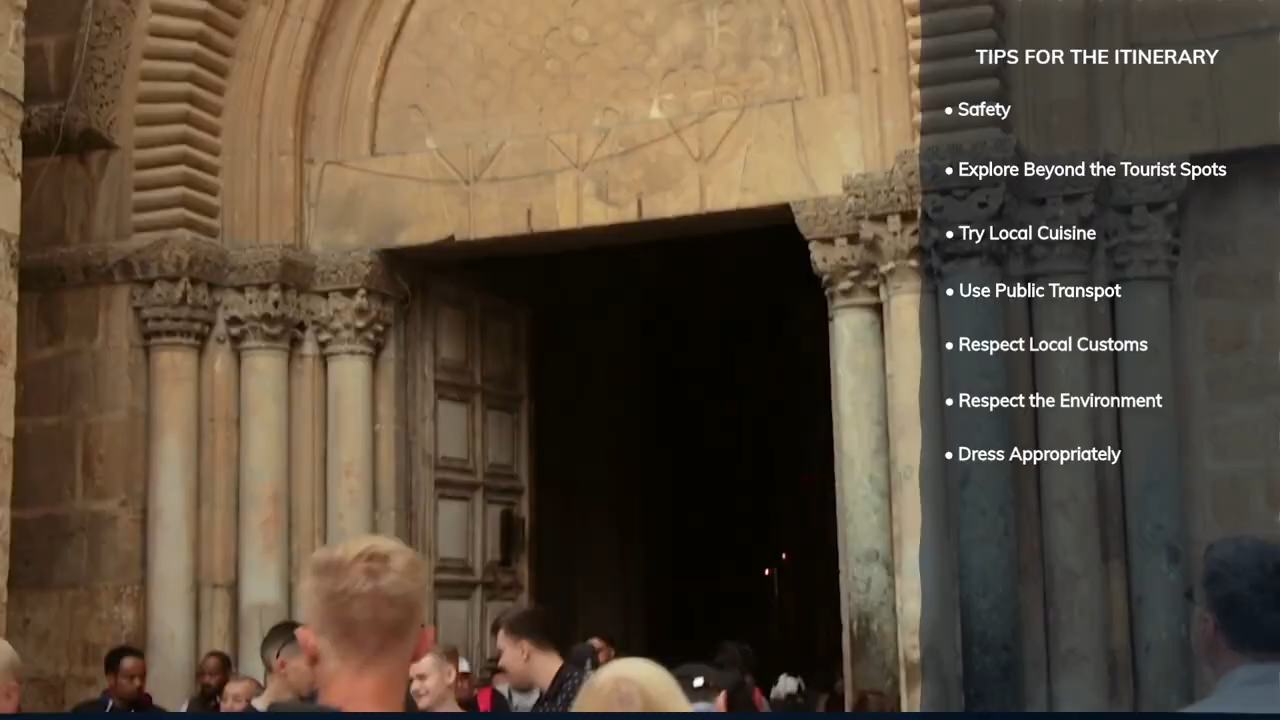 TIPS FOR THE ITINERARY
• Safety
• Explore Beyond the Tourist Spots
• Try Local Cuisine
• Use Public Transpot
• Respect Local Customs
• Respect the Environment
• Dress Appropriately